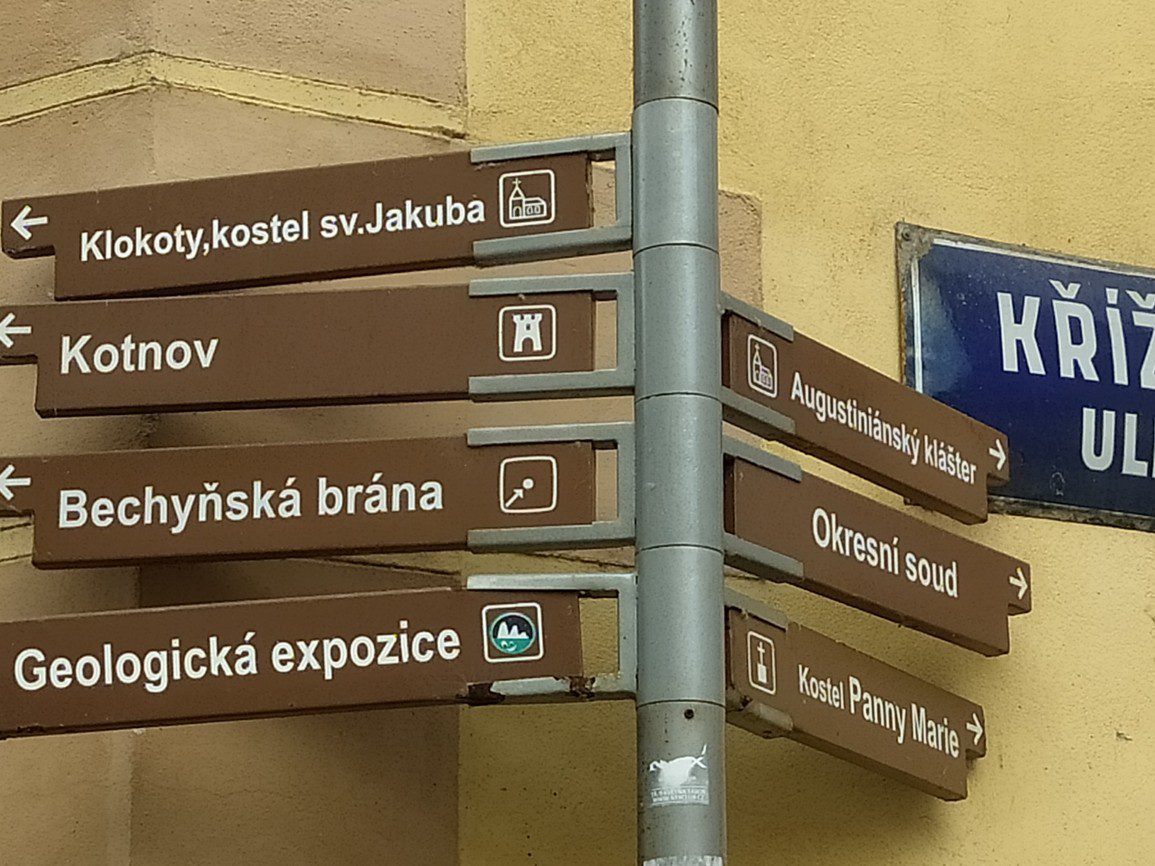 Klokoty,kostel sv.Jakuba
Kotnov
Bechyňská brána
Geologická expozice
Augustiniánský klášter
Okresní soud
Kostel Panny Marie
KŘÍŽ
UL